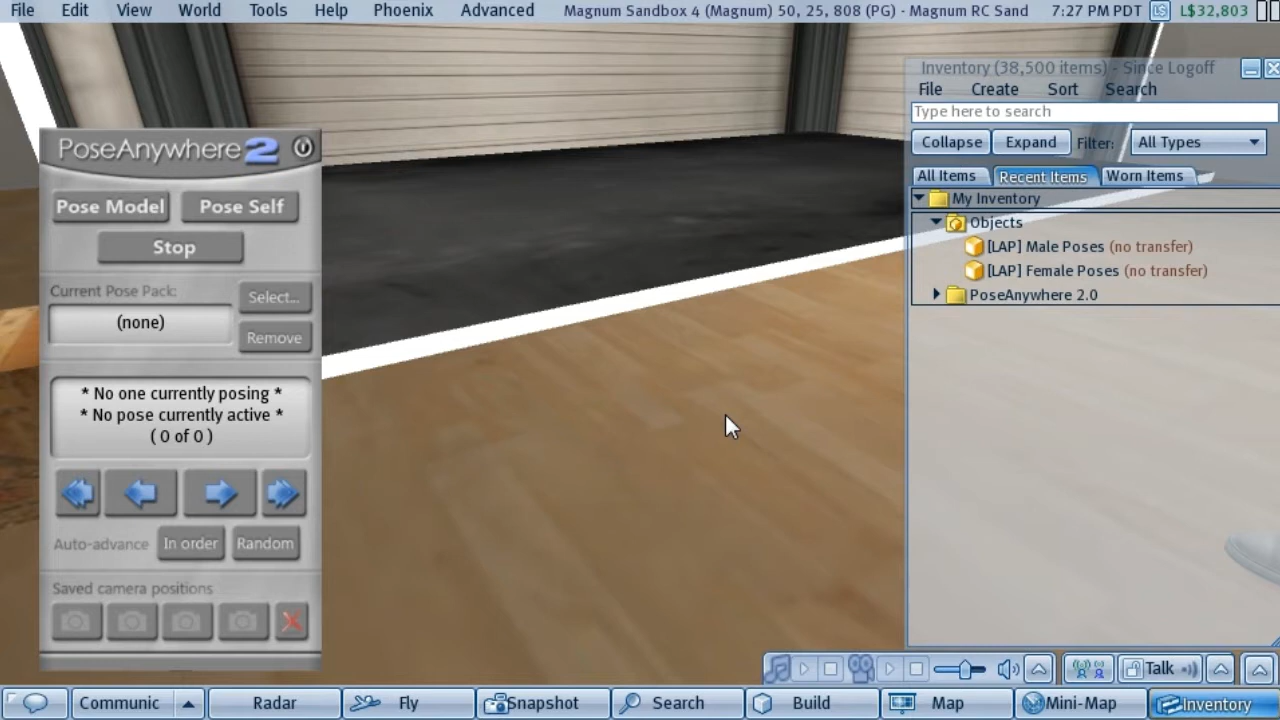 File Edit View World Tools Help Phoenix Advanced Magnum Sandbox 4 (Magnum) 50, 25, 808 (PG) - Magnum RC Sand 7:27 PM PDT L$32,803
Inventory (38,500 items) - Since Logoff
File Create Sort Search
Type here to search
Collapse Expand Filter: All Types
All Items Recent Items Worn Items
My Inventory
Objects
[LAP] Male Poses (no transfer)
[LAP] Female Poses (no transfer)
PoseAnywhere 2.0
PoseAnywhere 2
Pose Model Pose Self
Stop
Current Pose Pack: Select...
(none)
Remove
* No one currently posing *
* No pose currently active *
( 0 of 0 )
Auto-advance In order Random
Saved camera positions
Talk
Communic Radar Fly Snapshot Search Build Map Mini-Map Inventory